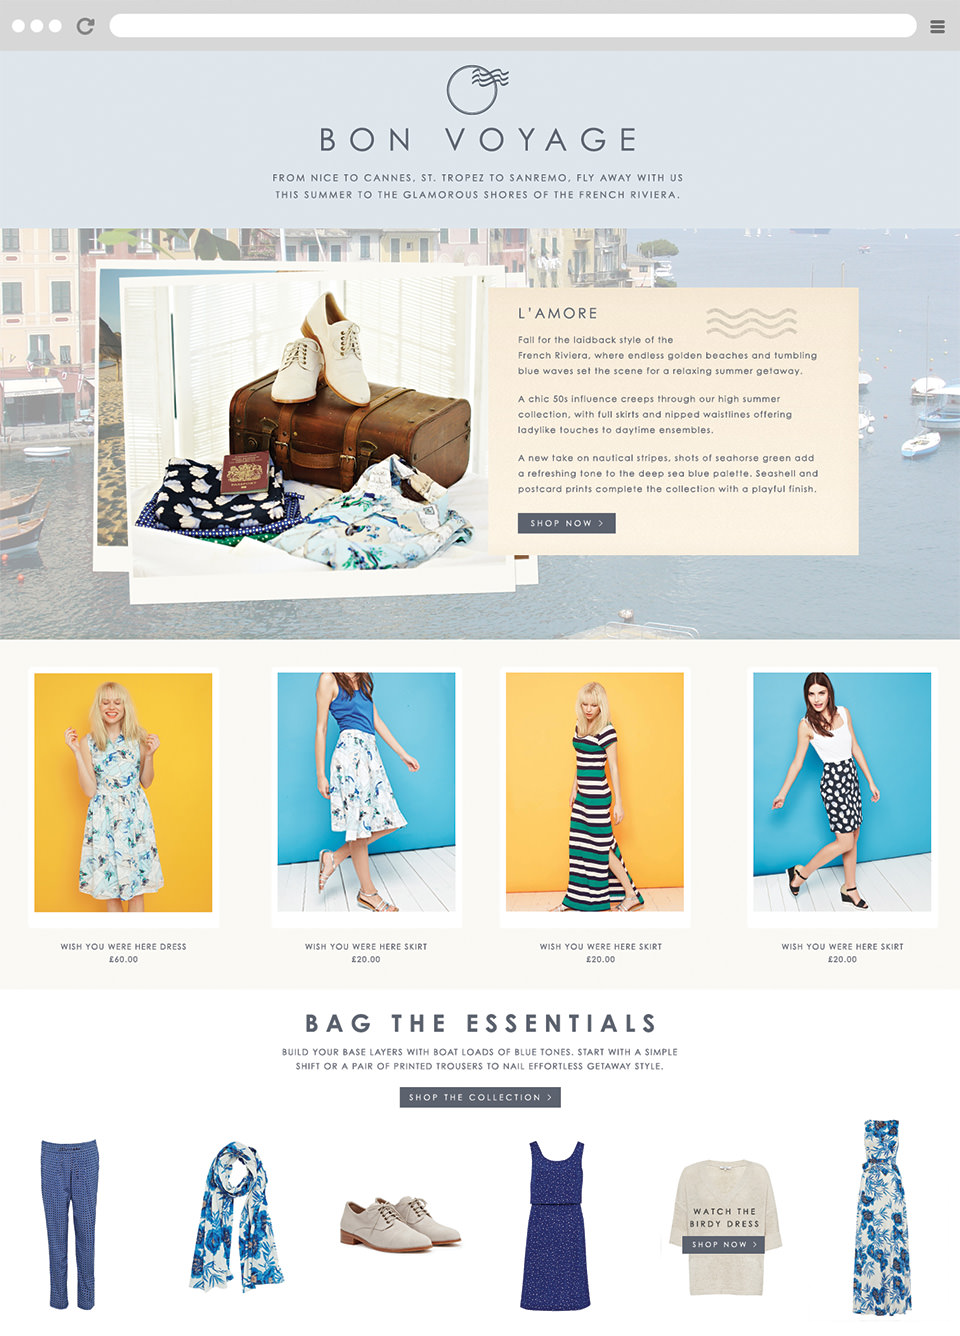 BON VOYAGE
FROM NICE TO CANNES, ST. TROPEZ TO SANREMO, FLY AWAY WITH US
THIS SUMMER TO THE GLAMOROUS SHORES OF THE FRENCH RIVIERA.
L'AMORE
Fall for the laidback style of the
French Riviera, where endless golden beaches and tumbling
blue waves set the scene for a relaxing summer getaway.
A chic 50s influence creeps through our high summer
collection, with full skirts and nipped waistlines offering
ladylike touches to daytime ensembles.
A new take on nautical stripes, shots of seahorse green add
a refreshing tone to the deep sea blue palette. Seashell and
postcard prints complete the collection with a playful finish.
SHOP NOW >
PASSPORT
WISH YOU WERE HERE DRESS
£60.00
WISH YOU WERE HERE SKIRT
£20.00
WISH YOU WERE HERE SKIRT
£20.00
WISH YOU WERE HERE SKIRT
£20.00
BAG THE ESSENTIALS
BUILD YOUR BASE LAYERS WITH BOAT LOADS OF BLUE TONES. START WITH A SIMPLE
SHIFT OR A PAIR OF PRINTED TROUSERS TO NAIL EFFORTLESS GETAWAY STYLE.
SHOP THE COLLECTION >
WATCH THE
BIRDY DRESS
SHOP NOW >